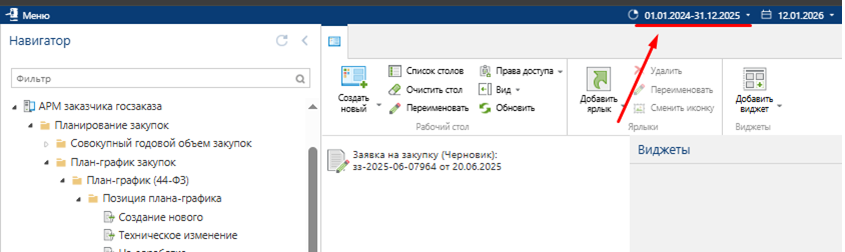 Меню
01.01.2024-31.12.2025
12.01.2026
Навигатор
Фильтр
АРМ заказчика госзаказа
Планирование закупок
Совокупный годовой объем закупок
План-график закупок
План-график (44-ФЗ)
Позиция плана-графика
Создание нового
Техническое изменение
Создать новый
Список столов
Очистить стол
Переименовать
Права доступа
Вид
Обновить
Рабочий стол
Добавить ярлык
Удалить
Переименовать
Сменить иконку
Ярлыки
Добавить виджет
Виджеты
Заявка на закупку (Черновик):
зз-2025-06-07964 от 20.06.2025
Виджеты